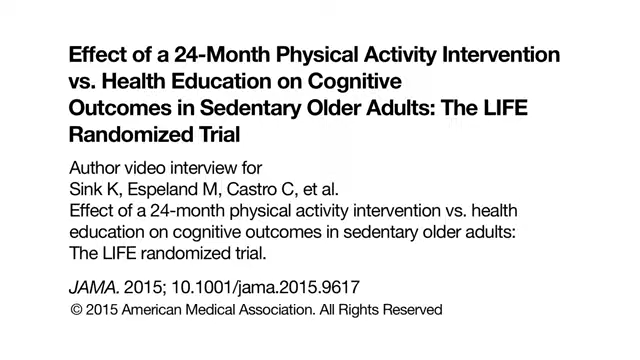 Effect of a 24-Month Physical Activity Intervention
vs. Health Education on Cognitive
Outcomes in Sedentary Older Adults: The LIFE
Randomized Trial
Author video interview for
Sink K, Espeland M, Castro C, et al.
Effect of a 24-month physical activity intervention vs. health
education on cognitive outcomes in sedentary older adults:
The LIFE randomized trial.
JAMA. 2015; 10.1001/jama.2015.9617
© 2015 American Medical Association. All Rights Reserved